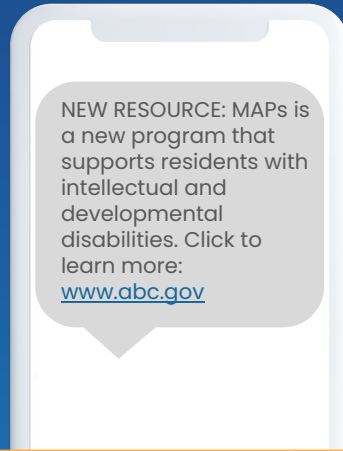 NEW RESOURCE: MAPs is
a new program that
supports residents with
intellectual and
developmental
disabilities. Click to
learn more:
www.abc.gov